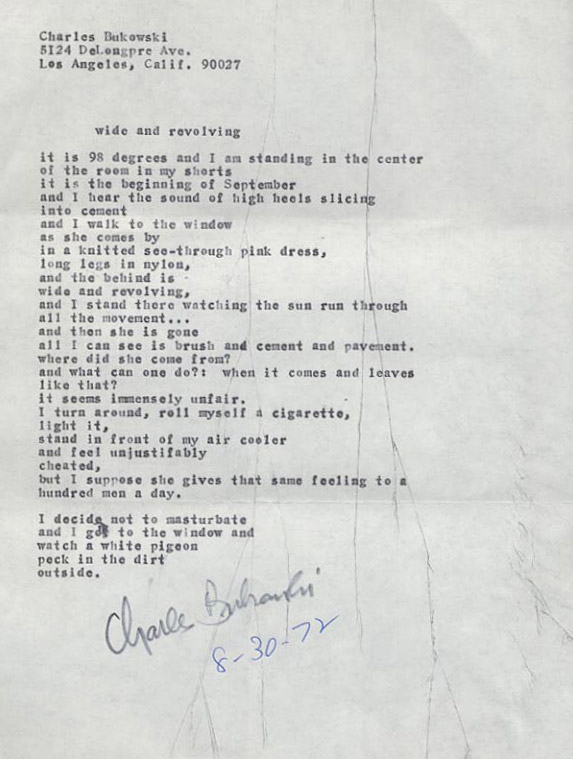 Charles Bukowski
5124 DeLongpre Ave.
Los Angeles, Calif. 90027
wide and revolving
it is 98 degrees and I am standing in the center
of the room in my shorts
it is the beginning of September
and I hear the sound of high heels slicing
into cement
and I walk to the window
as she comes by
in a knitted see-through pink dress,
long legs in nylon,
and the behind is
wide and revolving,
and I stand there watching the sun run through
all the movement...
and then she is gone
all I can see is brush and cement and pavement.
where did she come from?
and what can one do?: when it comes and leaves
like that?
it seems immensely unfair.
I turn around, roll myself a cigarette,
light it,
stand in front of my air cooler
and feel unjustifably
cheated,
but I suppose she gives that same feeling to a
hundred men a day.
I decide not to masturbate
and I go to the window and
watch a white pigeon
peck in the dirt
outside.
Charles Bukowski
8-30-72